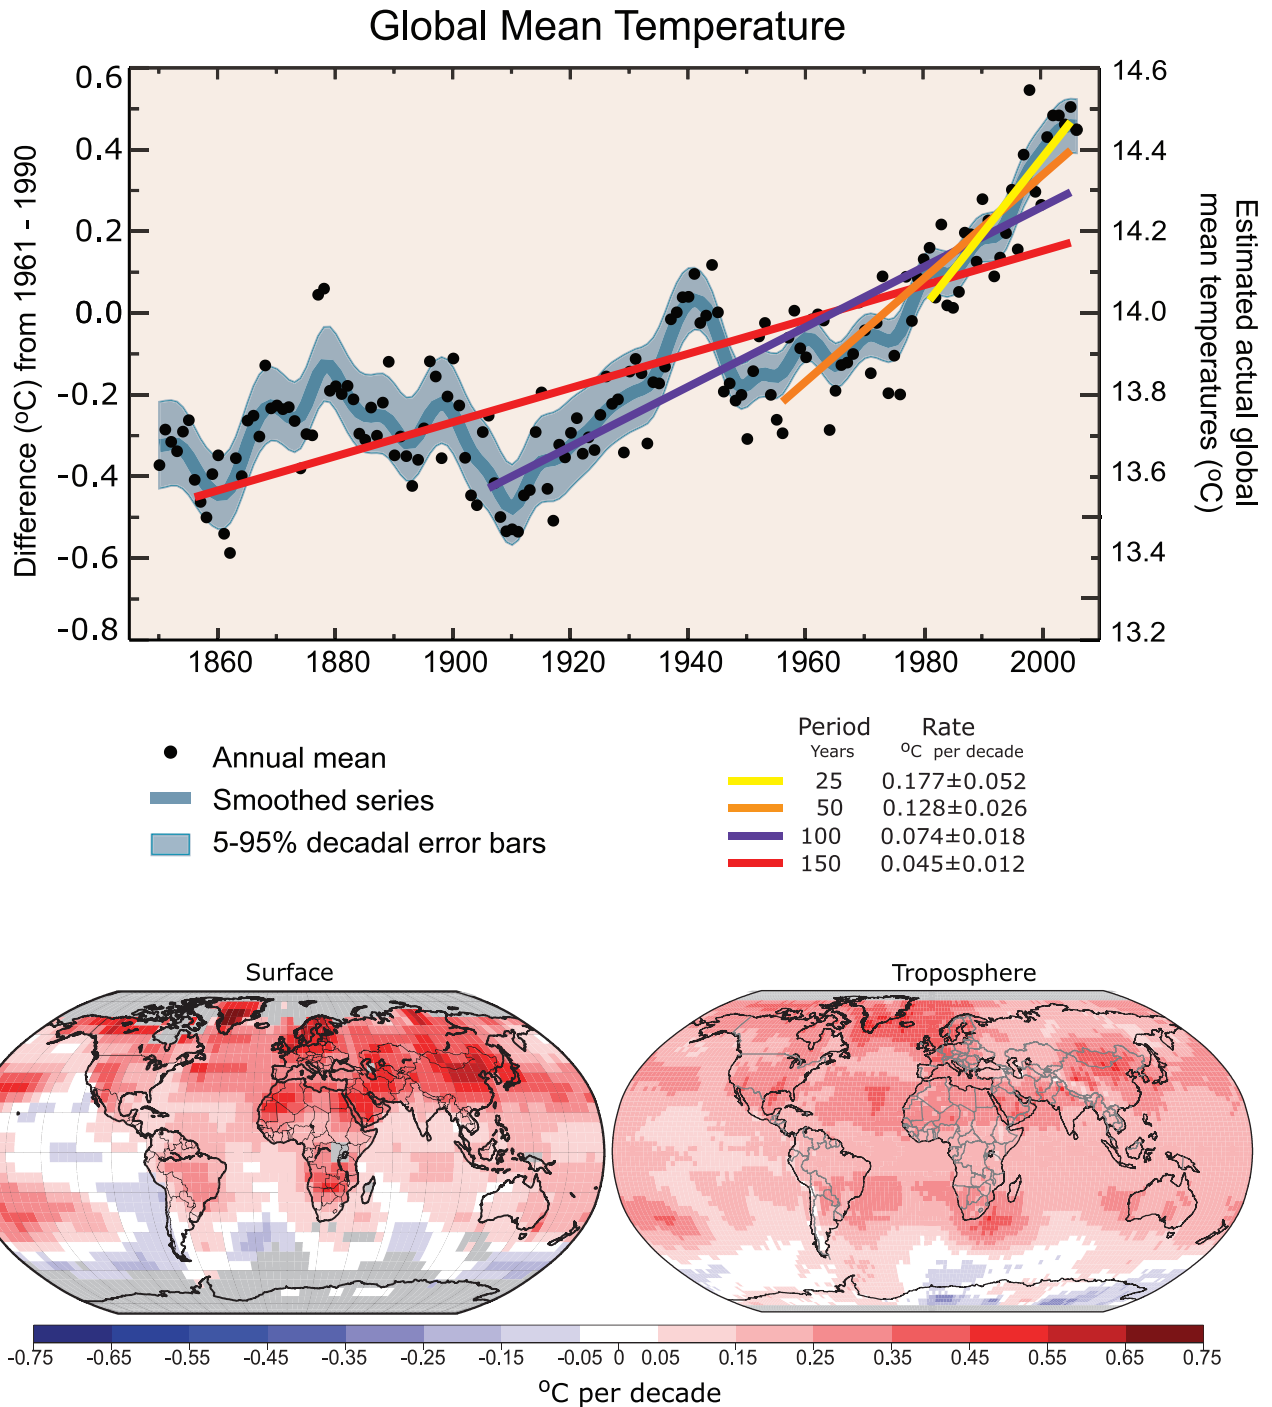 Global Mean Temperature
Difference (oC) from 1961 - 1990
0.6
0.4
0.2
0.0
-0.2
-0.4
-0.6
-0.8
14.6
14.4
14.2
14.0
13.8
13.6
13.4
13.2
Estimated actual global
mean temperatures (oC)
1860 1880 1900 1920 1940 1960 1980 2000
Annual mean
Smoothed series
5-95% decadal error bars
Period Rate
Years oC per decade
25 0.177±0.052
50 0.128±0.026
100 0.074±0.018
150 0.045±0.012
Surface
Troposphere
-0.75 -0.65 -0.55 -0.45 -0.35 -0.25 -0.15 -0.05 0 0.05 0.15 0.25 0.35 0.45 0.55 0.65 0.75
oC per decade